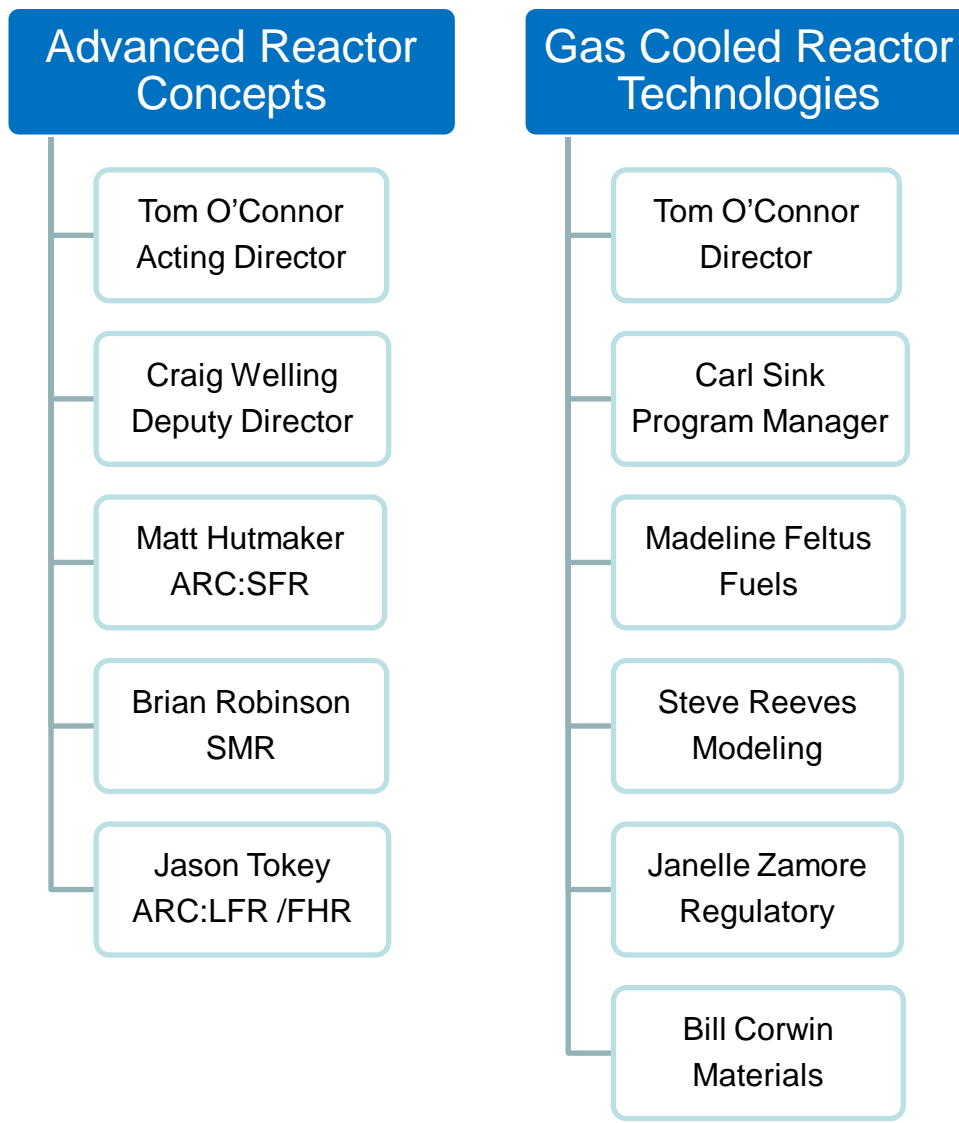 Advanced Reactor
Concepts
Tom O’Connor
Acting Director
Craig Welling
Deputy Director
Matt Hutmaker
ARC:SFR
Brian Robinson
SMR
Jason Tokey
ARC:LFR /FHR
Gas Cooled Reactor
Technologies
Tom O’Connor
Director
Carl Sink
Program Manager
Madeline Feltus
Fuels
Steve Reeves
Modeling
Janelle Zamore
Regulatory
Bill Corwin
Materials